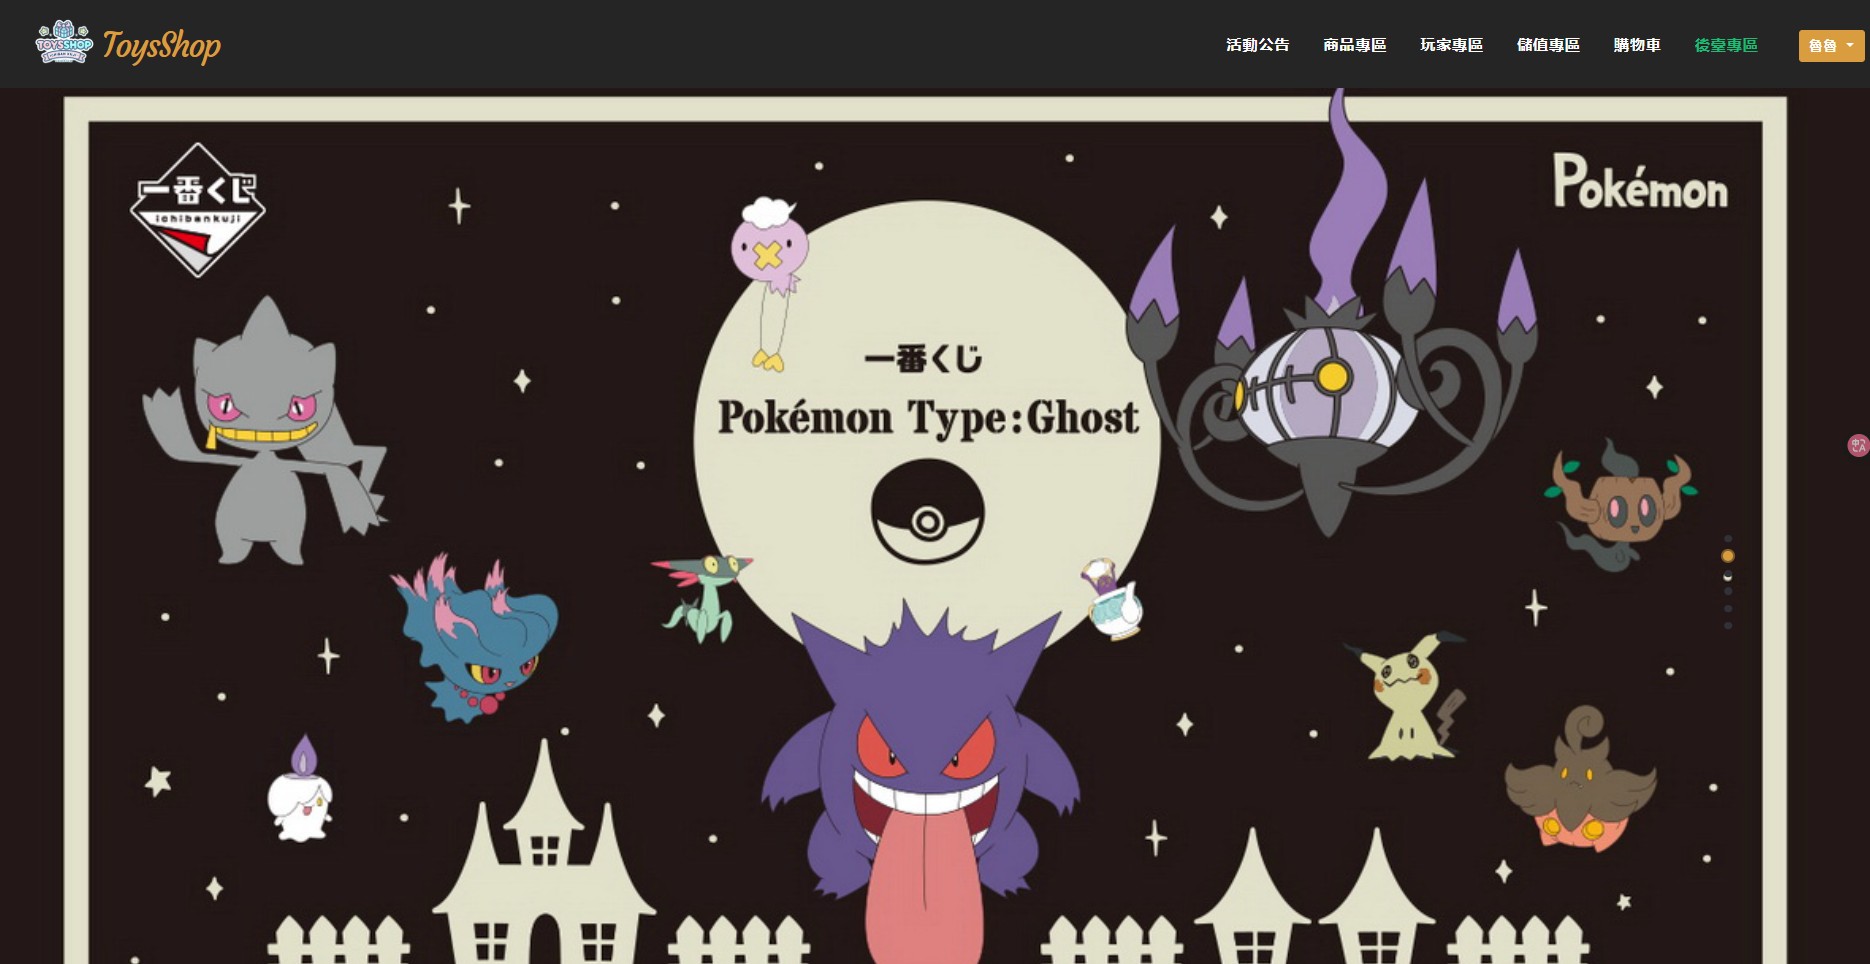 TOYSSHOP
ToysShop
活動公告
商品專區
玩家專區
儲值專區
購物車
後臺專區
魯魯
一番くじ
ichibankuji
Pokémon
一番くじ
Pokémon Type:Ghost